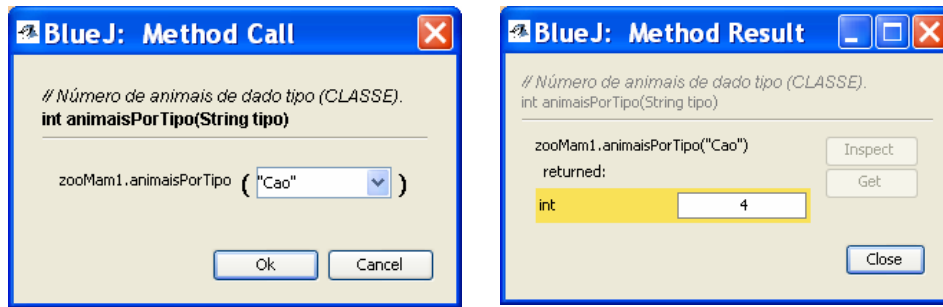 BlueJ: Method Call
// Número de animais de dado tipo (CLASSE).
int animaisPorTipo(String tipo)
zooMam1.animaisPorTipo ( "Cao" )
Ok Cancel
BlueJ: Method Result
// Número de animais de dado tipo (CLASSE).
int animaisPorTipo(String tipo)
zooMam1.animaisPorTipo("Cao")
returned:
int 4
Inspect
Get
Close